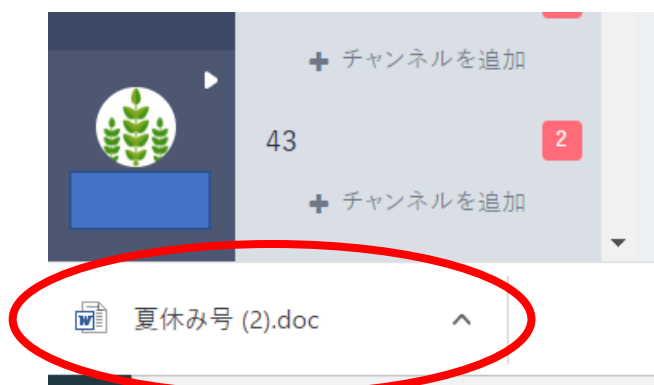 + チャンネルを追加
43
2
+ チャンネルを追加
夏休み号 (2).doc